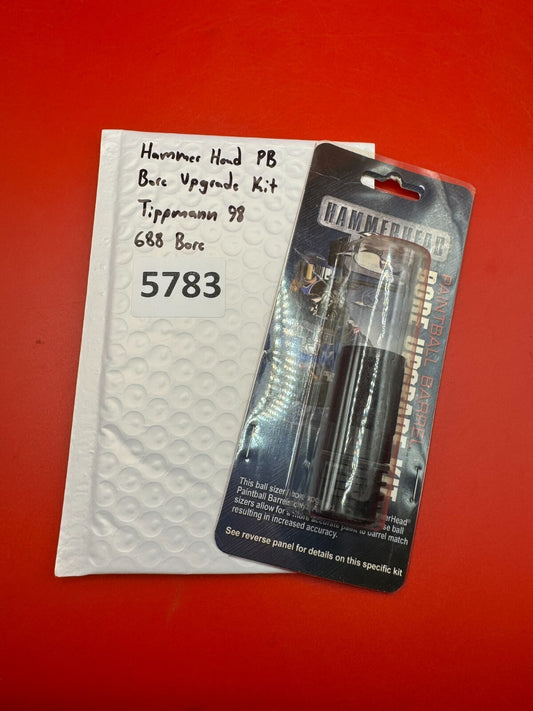 Hammer Head PB
Bore Upgrade Kit
Tippmann 98
688 Bore
5783
HAMMERHEAD
PAINTBALL BARREL
BORE UPGRADE KIT
This ball sizer/
Paintball Barrels
sizers allow for a more accurate paint to barrel match
resulting in increased accuracy.
See reverse panel for details on this specific kit